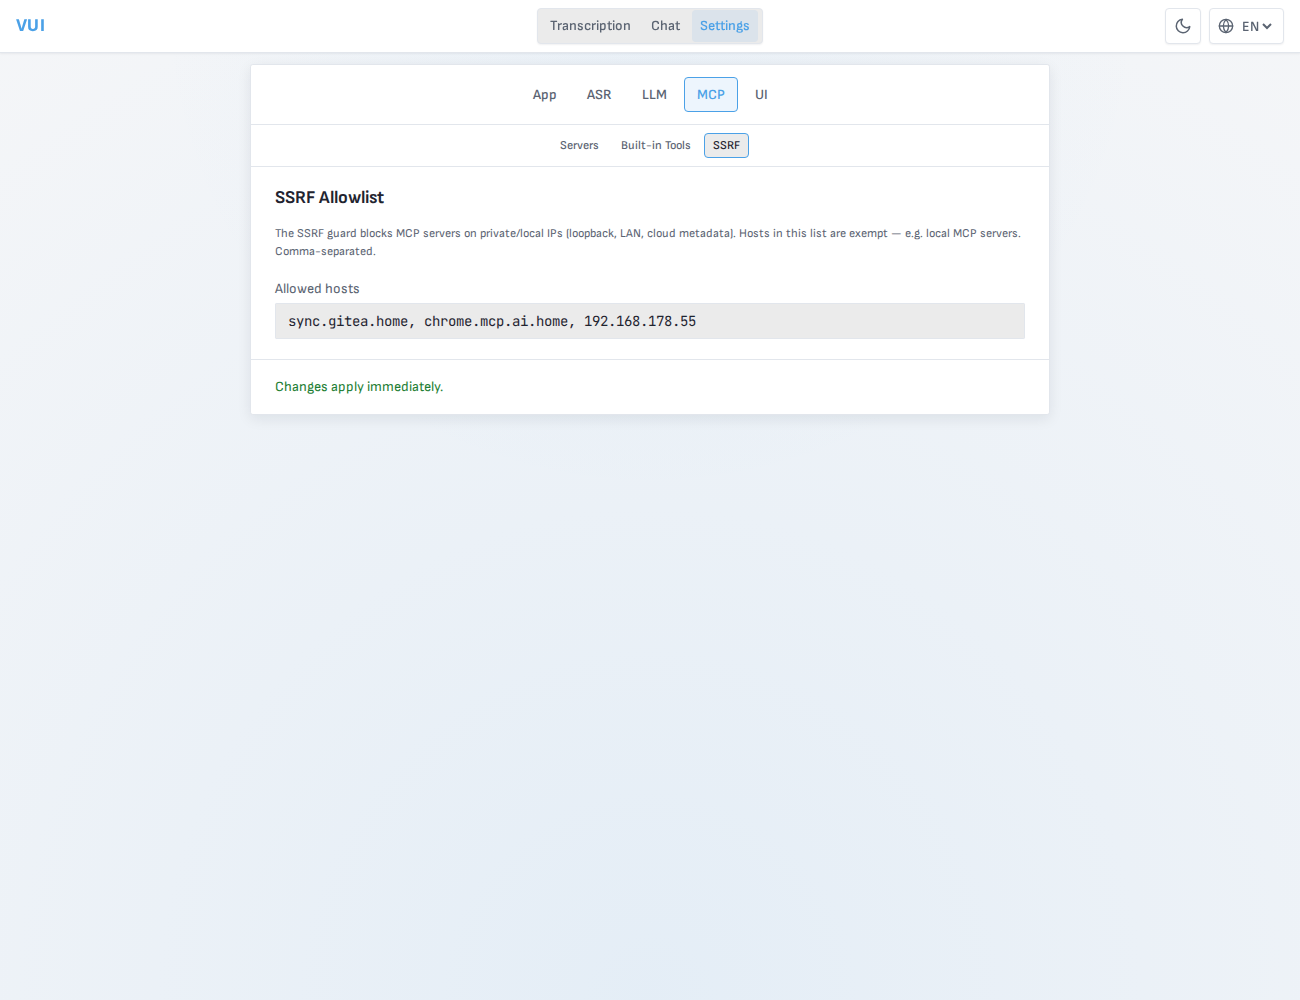 VUI
Transcription Chat Settings
EN
App ASR LLM MCP UI
Servers Built-in Tools SSRF
SSRF Allowlist
The SSRF guard blocks MCP servers on private/local IPs (loopback, LAN, cloud metadata). Hosts in this list are exempt — e.g. local MCP servers.
Comma-separated.
Allowed hosts
sync.gitea.home, chrome.mcp.ai.home, 192.168.178.55
Changes apply immediately.